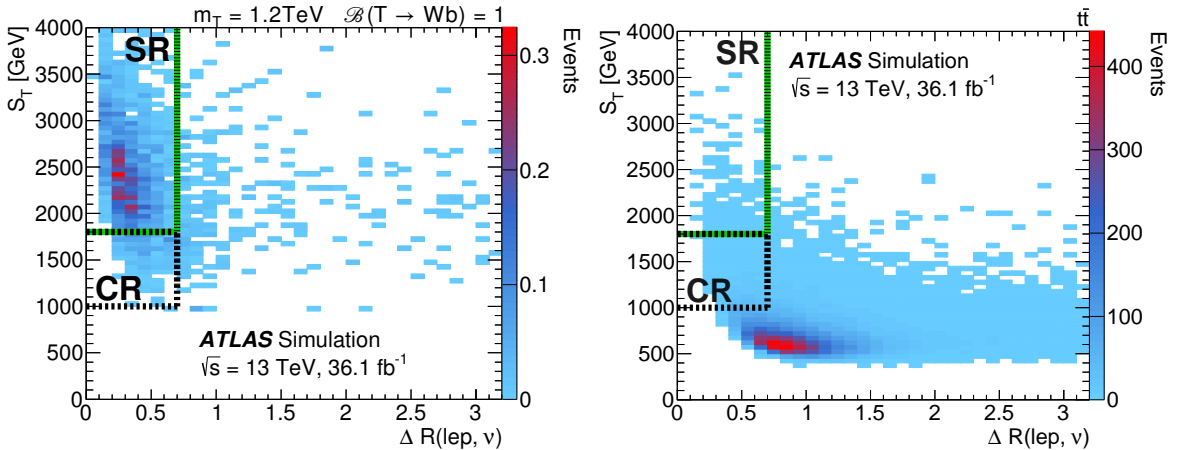 m_T = 1.2TeV ℬ(T → Wb) = 1
S_T [GeV]
4000
3500
3000
2500
2000
1500
1000
500
0
SR
CR
ATLAS Simulation
√s = 13 TeV, 36.1 fb⁻¹
0 0.5 1 1.5 2 2.5 3
Δ R(lep, ν)
Events
0.3
0.2
0.1
0
tt̄
S_T [GeV]
4000
3500
3000
2500
2000
1500
1000
500
0
SR
CR
ATLAS Simulation
√s = 13 TeV, 36.1 fb⁻¹
0 0.5 1 1.5 2 2.5 3
Δ R(lep, ν)
Events
400
300
200
100
0